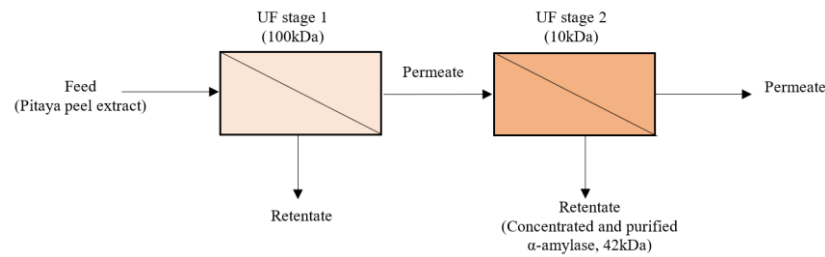 UF stage 1
(100kDa)
UF stage 2
(10kDa)
Feed
(Pitaya peel extract)
Permeate
Permeate
Retentate
Retentate
(Concentrated and purified
α-amylase, 42kDa)